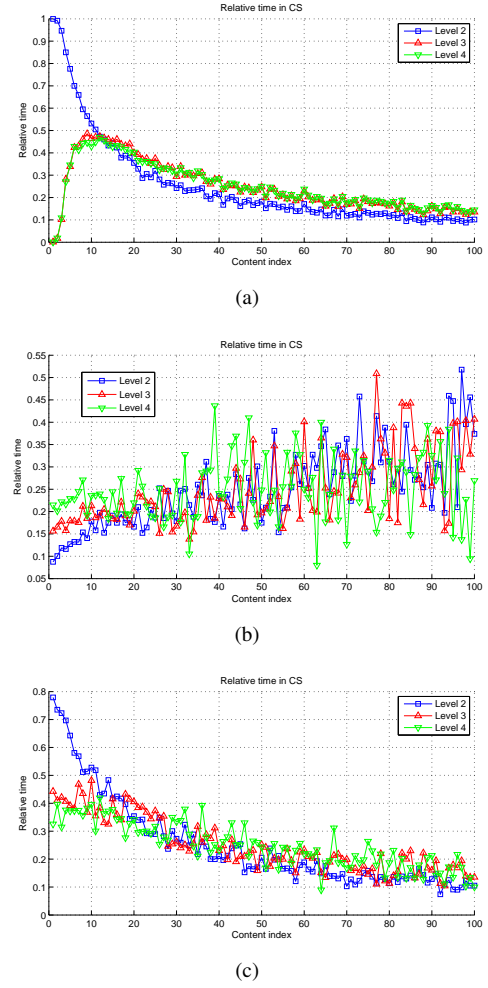 Relative time in CS
1
0.9
0.8
0.7
0.6
0.5
0.4
0.3
0.2
0.1
0
Relative time
Level 2
Level 3
Level 4
0 10 20 30 40 50 60 70 80 90 100
Content index
(a)
Relative time in CS
0.55
0.5
0.45
0.4
0.35
0.3
0.25
0.2
0.15
0.1
0.05
Relative time
Level 2
Level 3
Level 4
0 10 20 30 40 50 60 70 80 90 100
Content index
(b)
Relative time in CS
0.8
0.7
0.6
0.5
0.4
0.3
0.2
0.1
0
Relative time
Level 2
Level 3
Level 4
0 10 20 30 40 50 60 70 80 90 100
Content index
(c)